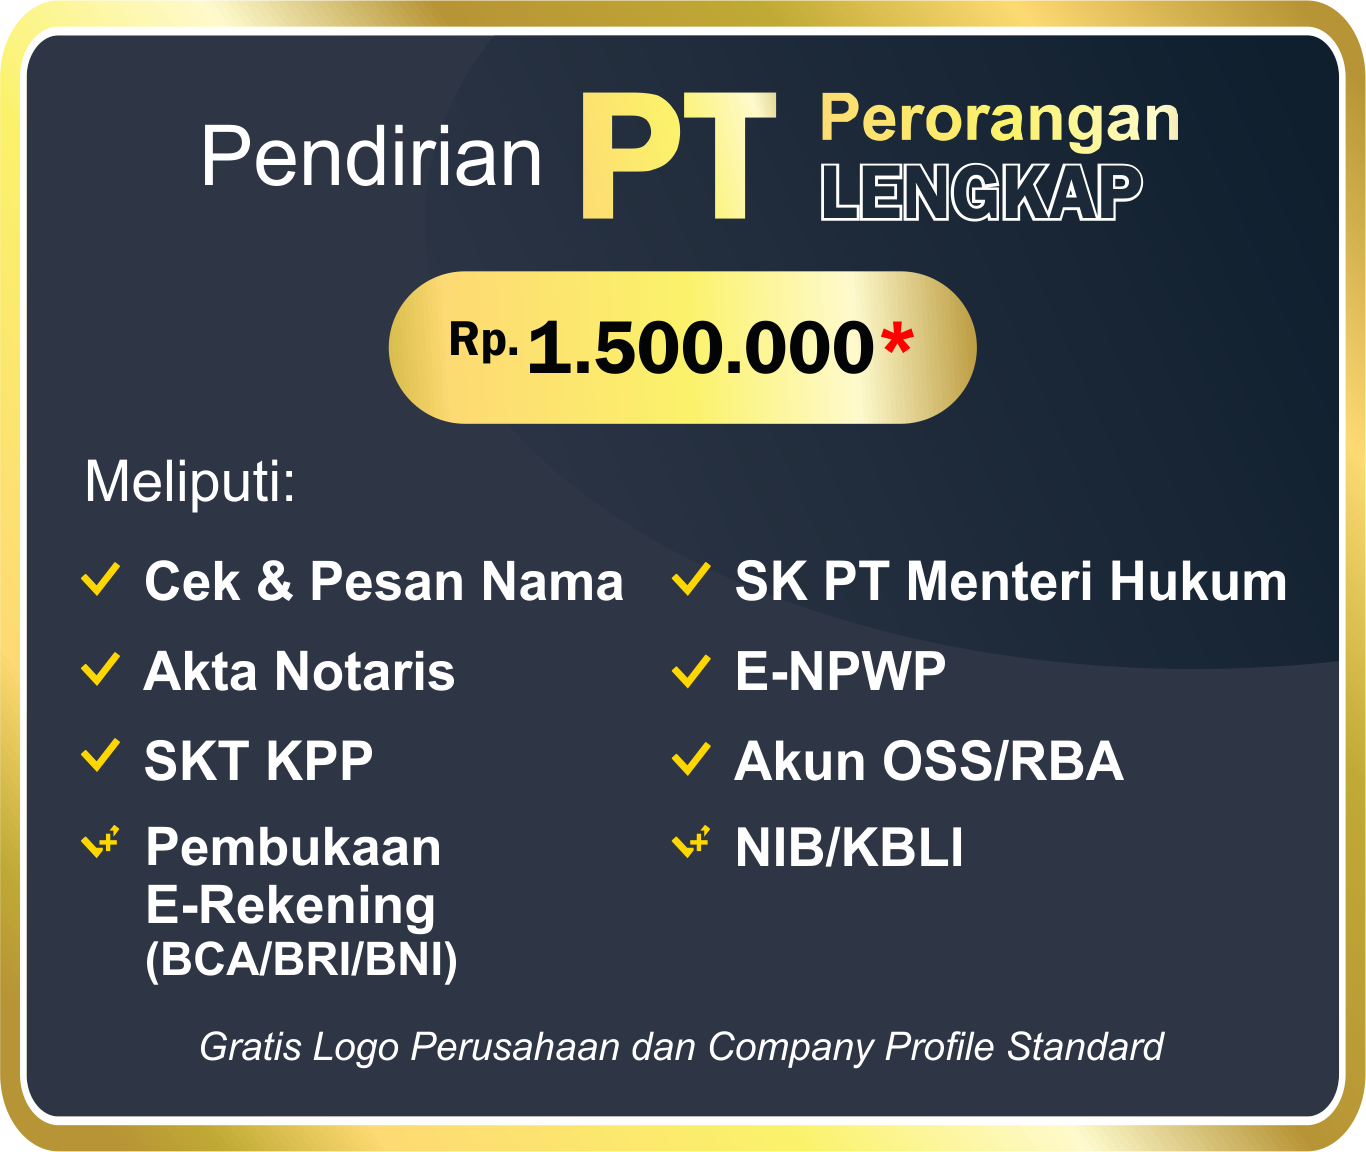 Pendirian PT Perorangan
LENGKAP
Rp. 1.500.000*
Meliputi:
Cek & Pesan Nama
Akta Notaris
SKT KPP
Pembukaan
E-Rekening
(BCA/BRI/BNI)
SK PT Menteri Hukum
E-NPWP
Akun OSS/RBA
NIB/KBLI
Gratis Logo Perusahaan dan Company Profile Standard